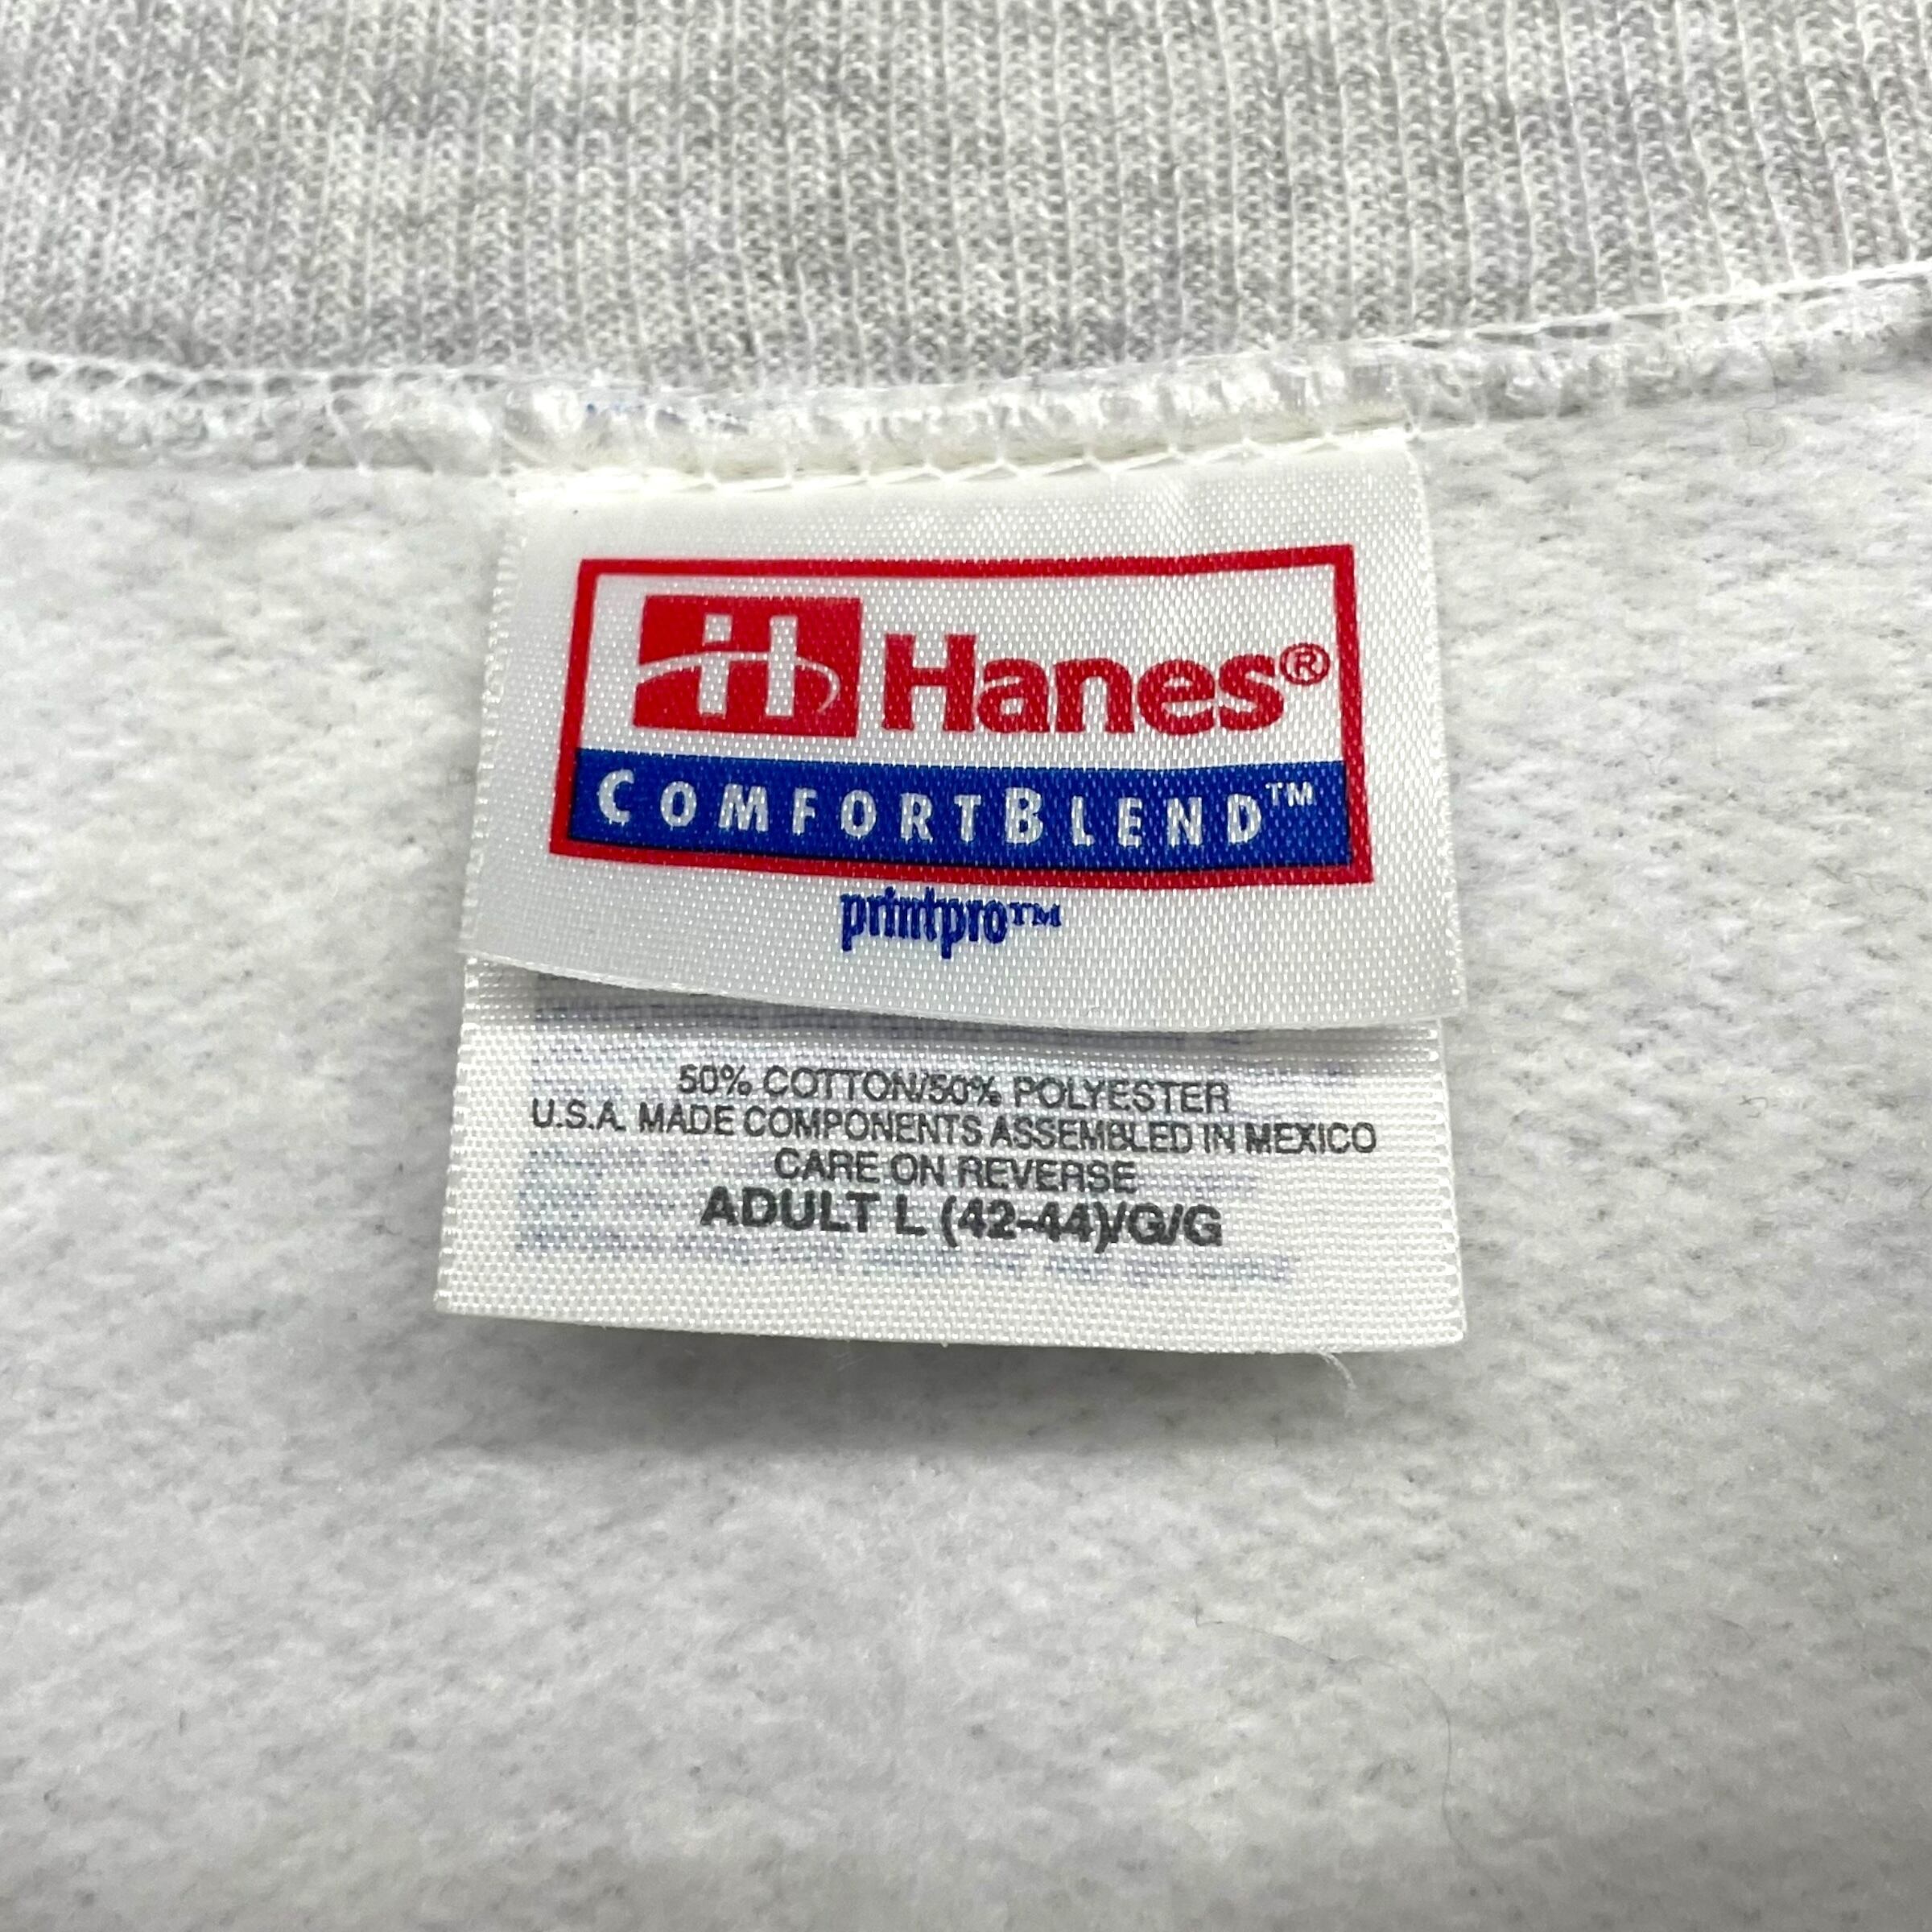 H Hanes®
COMFORTBLEND™
printpro™
50% COTTON/50% POLYESTER
U.S.A. MADE COMPONENTS ASSEMBLED IN MEXICO
CARE ON REVERSE
ADULT L (42-44)/G/G